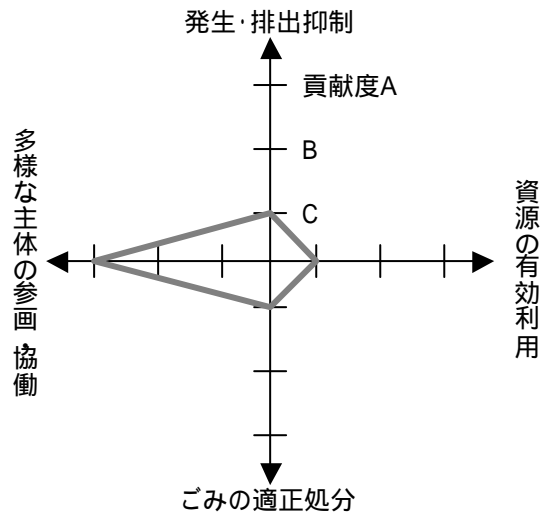 発生・排出抑制
貢献度A
B
C
多様な主体の参画・協働
資源の有効利用
ごみの適正処分